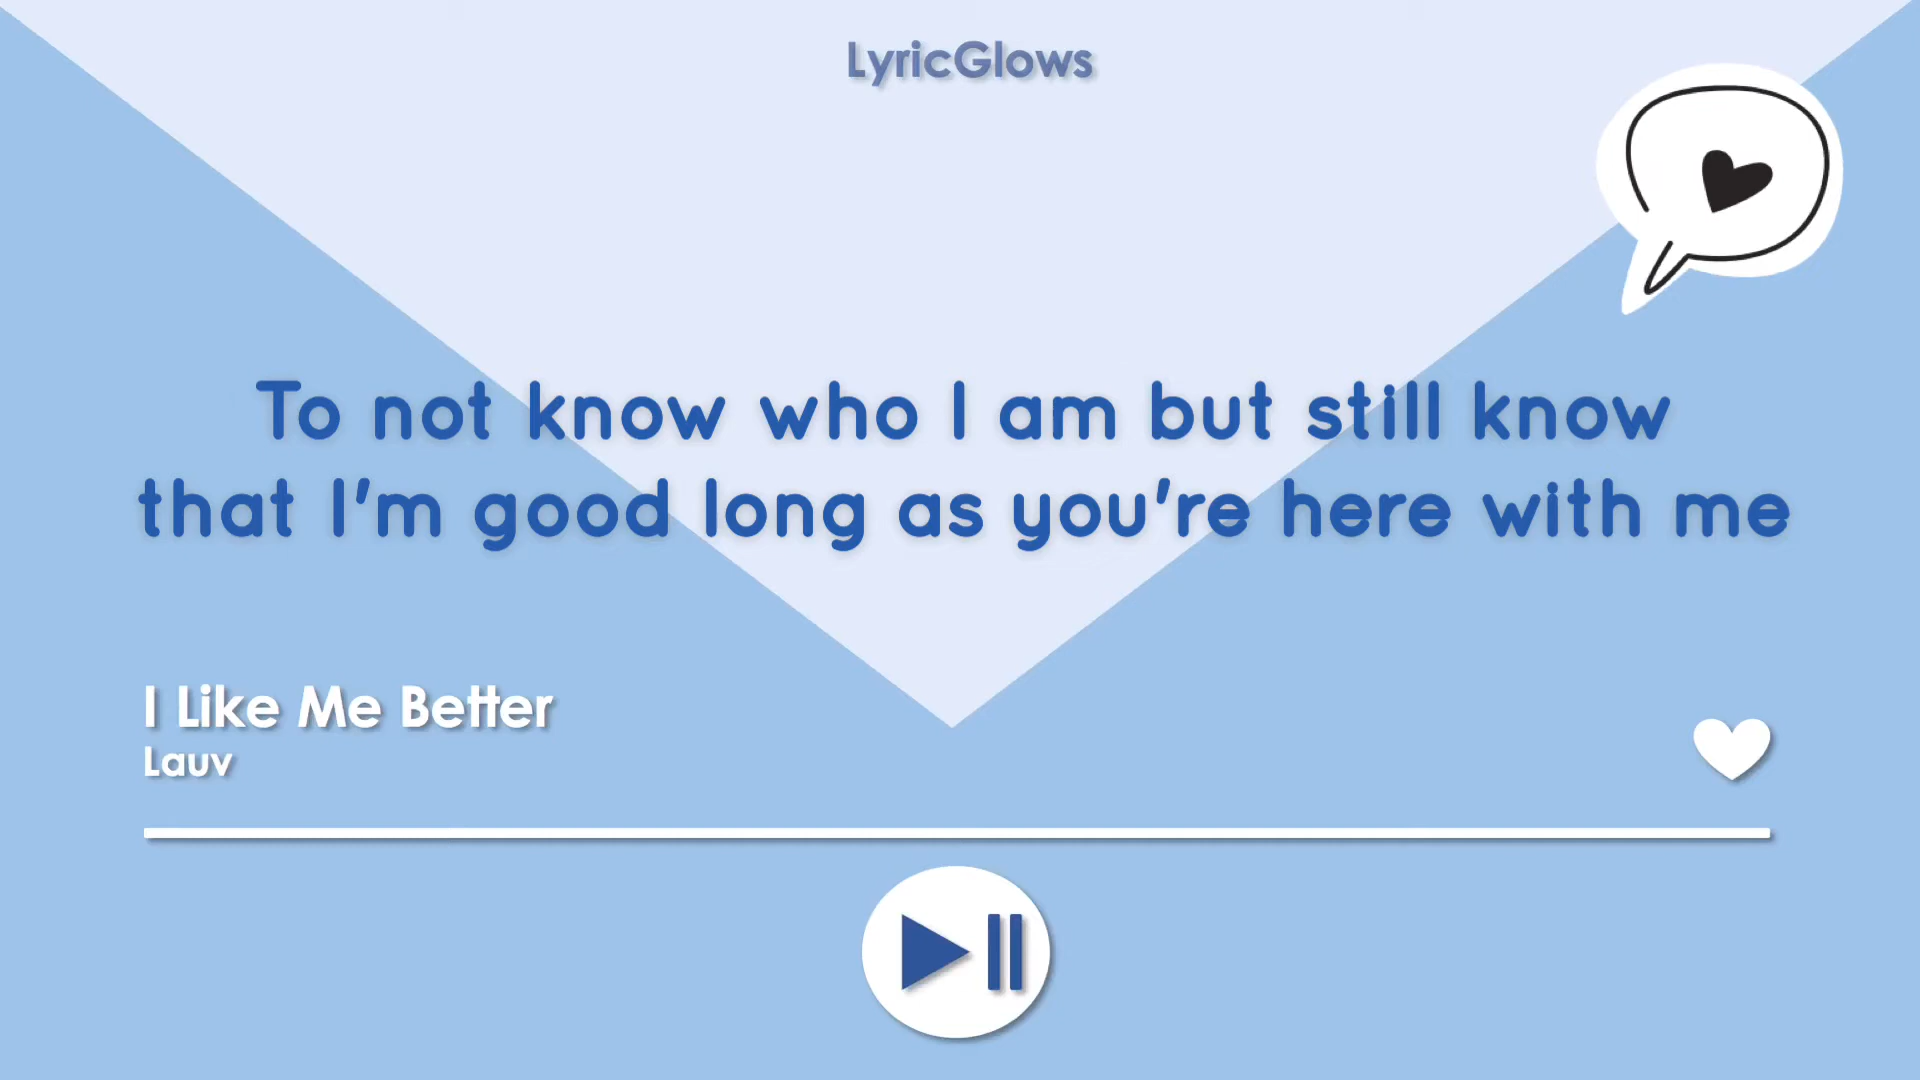 LyricGlows
To not know who I am but still know
that I'm good long as you're here with me
I Like Me Better
Lauv